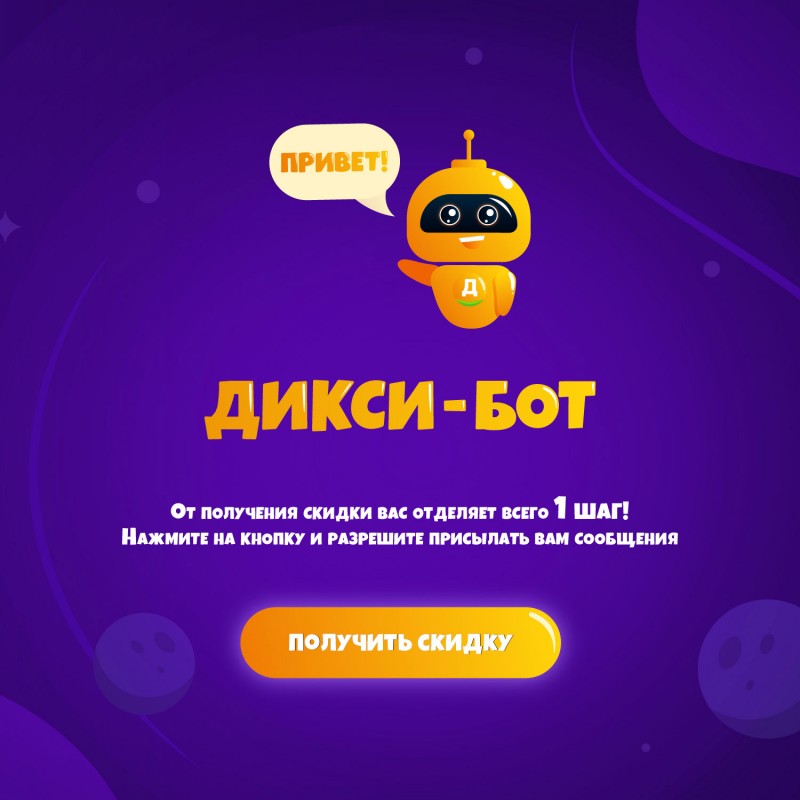 ПРИВЕТ!
Д
ДИКСИ-БОТ
От получения скидки вас отделяет всего 1 шаг!
Нажмите на кнопку и разрешите присылать вам сообщения
ПОЛУЧИТЬ СКИДКУ